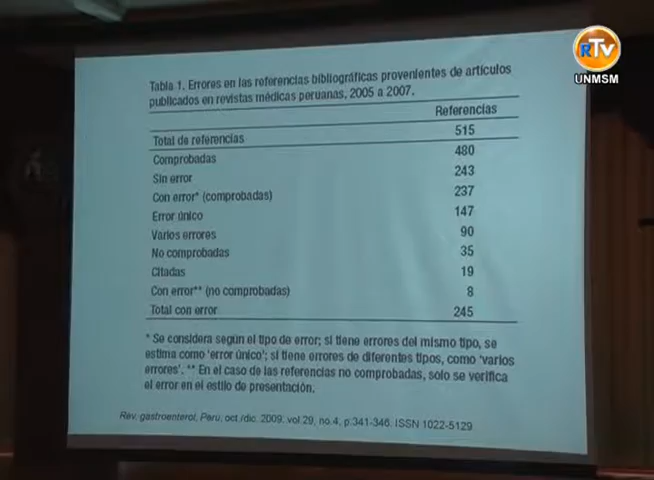 RTV
UNMSM
Tabla 1. Errores en las referencias bibliográficas provenientes de artículos
publicados en revistas médicas peruanas, 2005 a 2007.
Referencias
Total de referencias 515
Comprobadas 480
Sin error 243
Con error* (comprobadas) 237
Error único 147
Varios errores 90
No comprobadas 35
Citadas 19
Con error** (no comprobadas) 8
Total con error 245
* Se considera según el tipo de error; si tiene errores del mismo tipo, se
estima como 'error único'; si tiene errores de diferentes tipos, como 'varios
errores'. ** En el caso de las referencias no comprobadas, solo se verifica
el error en el estilo de presentación.
Rev. gastroenterol. Peru, oct./dic. 2009, vol.29, no.4, p.341-346. ISSN 1022-5129